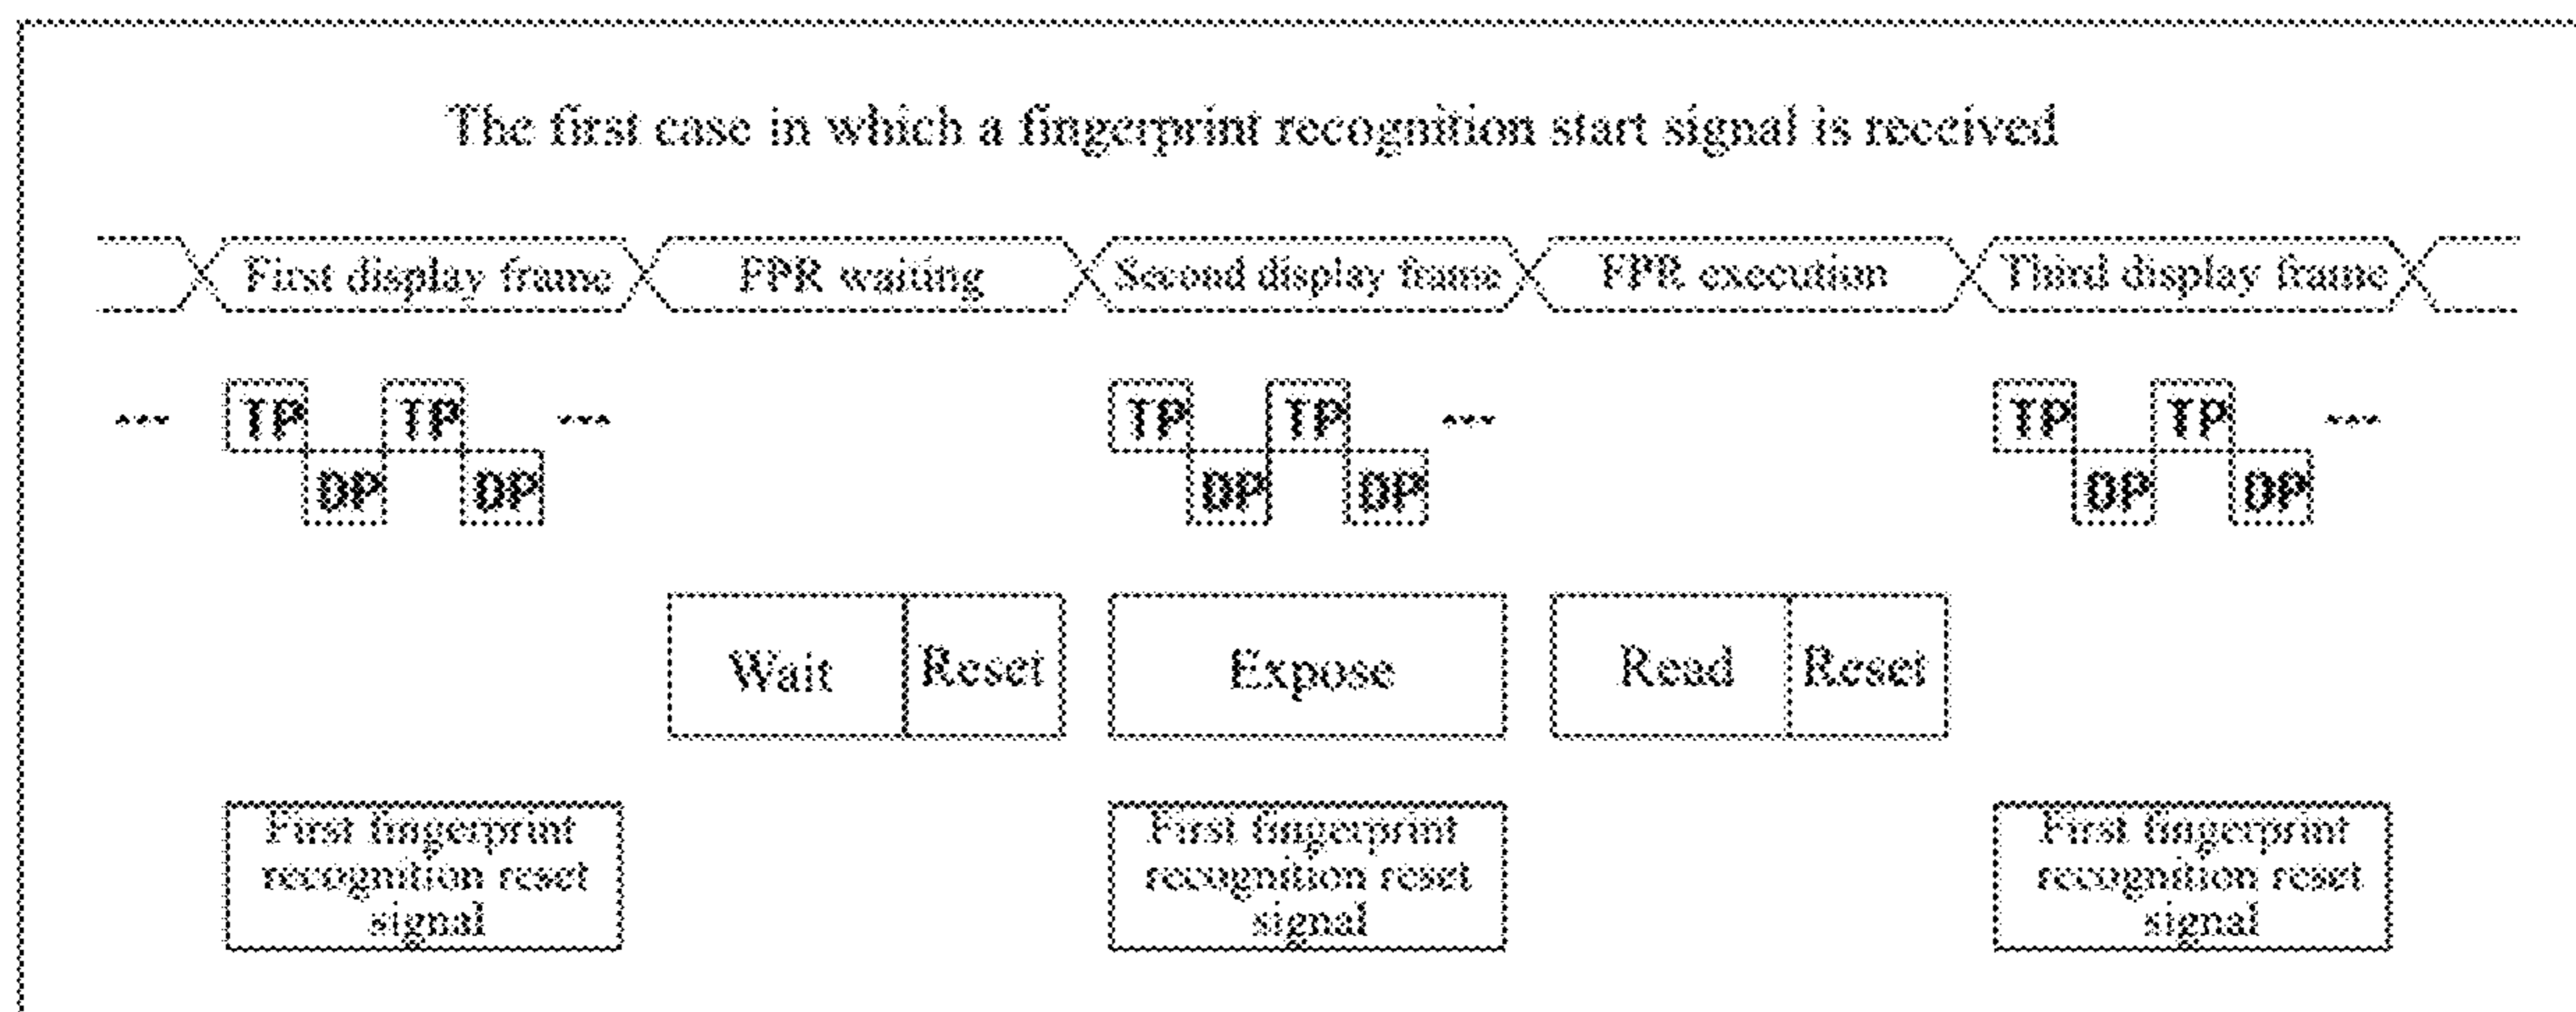 The first case in which a fingerprint recognition start signal is received
First display frame FPR waiting Second display frame FPR execution Third display frame
--- TP TP --- TP TP --- TP TP ---
DP DP DP DP DP DP
Wait Reset Expose Read Reset
First fingerprint First fingerprint First fingerprint
recognition reset recognition reset recognition reset
signal signal signal